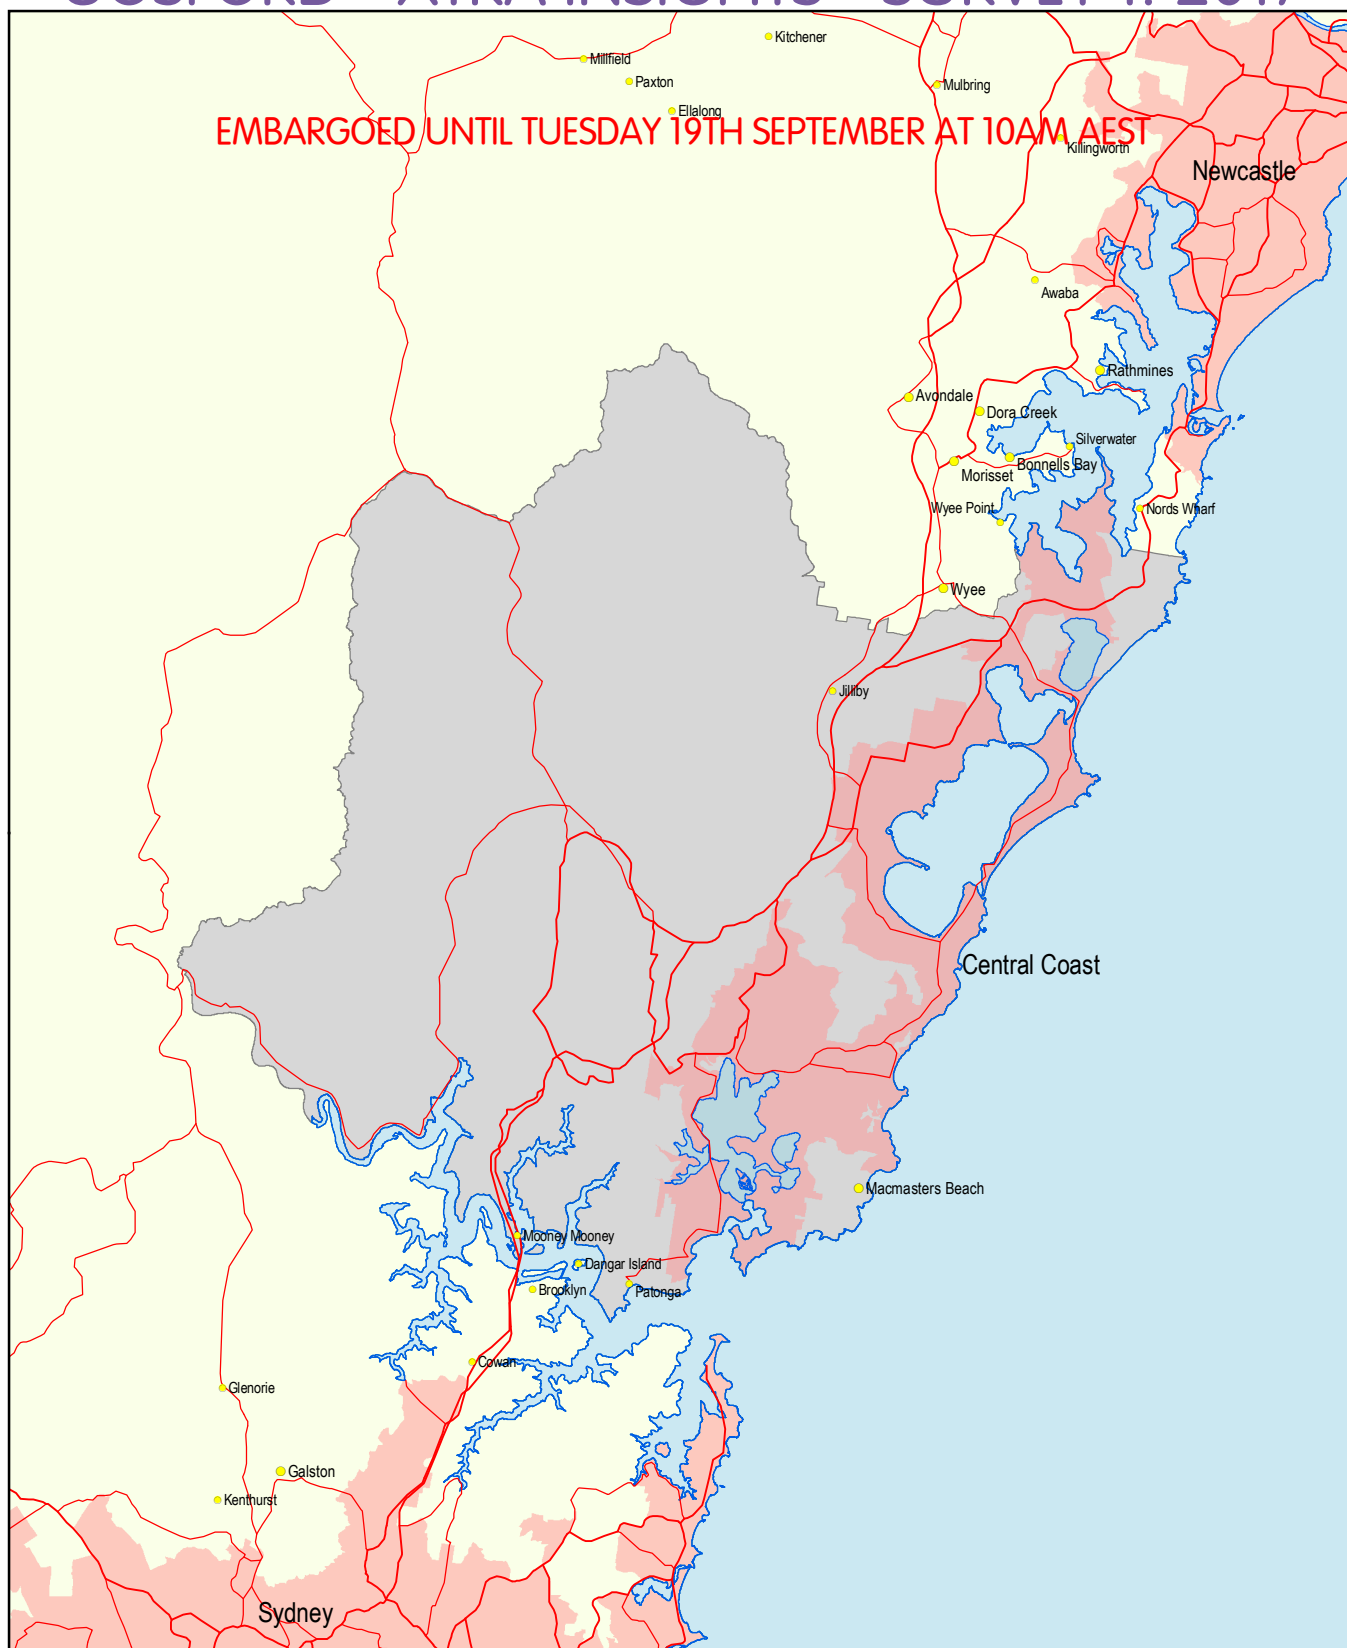 Kitchener
Millfield
Paxton
Mulbring
Ellalong
EMBARGOED UNTIL TUESDAY 19TH SEPTEMBER AT 10AM AEST
Killingworth
Newcastle
Awaba
Rathmines
Avondale
Dora Creek
Silverwater
Bonnells Bay
Morisset
Wyee Point
Nords Wharf
Wyee
Jilliby
Central Coast
Macmasters Beach
Mooney Mooney
Dangar Island
Brooklyn
Patonga
Cowan
Glenorie
Galston
Kenthurst
Sydney